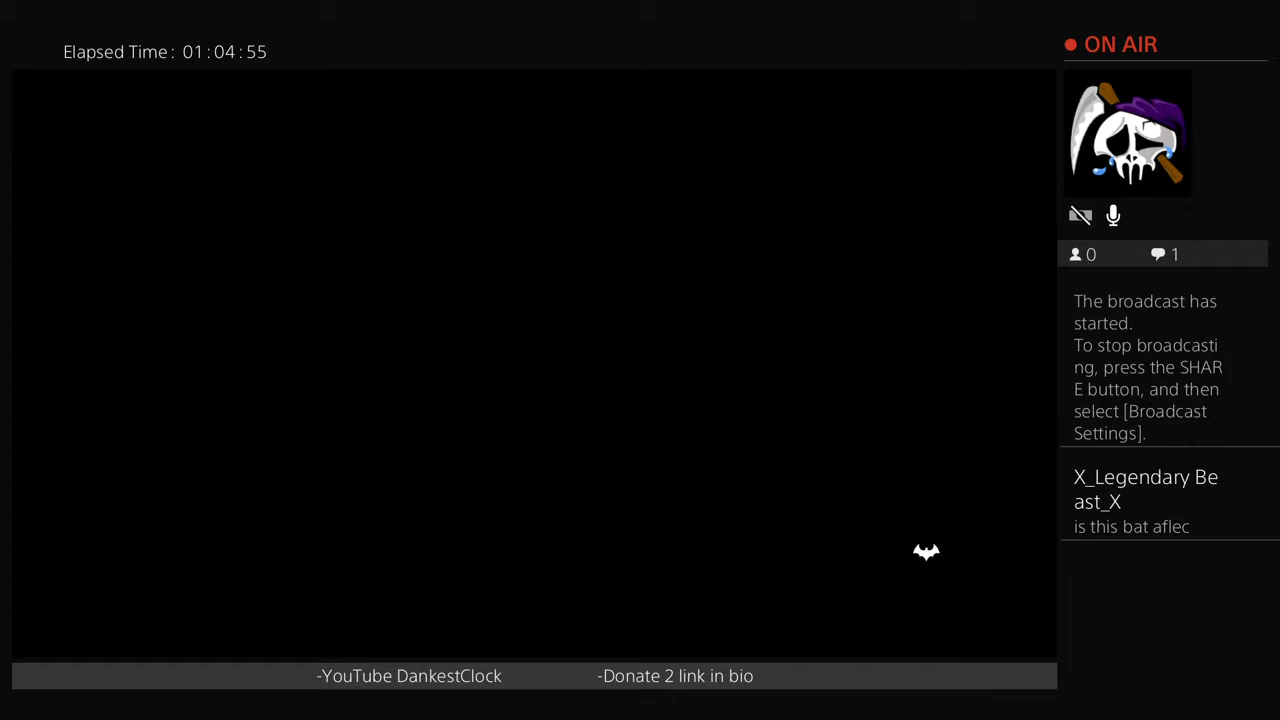 Elapsed Time: 01:04:55
ON AIR
0 1
The broadcast has
started.
To stop broadcasti
ng, press the SHAR
E button, and then
select [Broadcast
Settings].
X_Legendary Be
ast_X
is this bat aflec
-YouTube DankestClock -Donate 2 link in bio